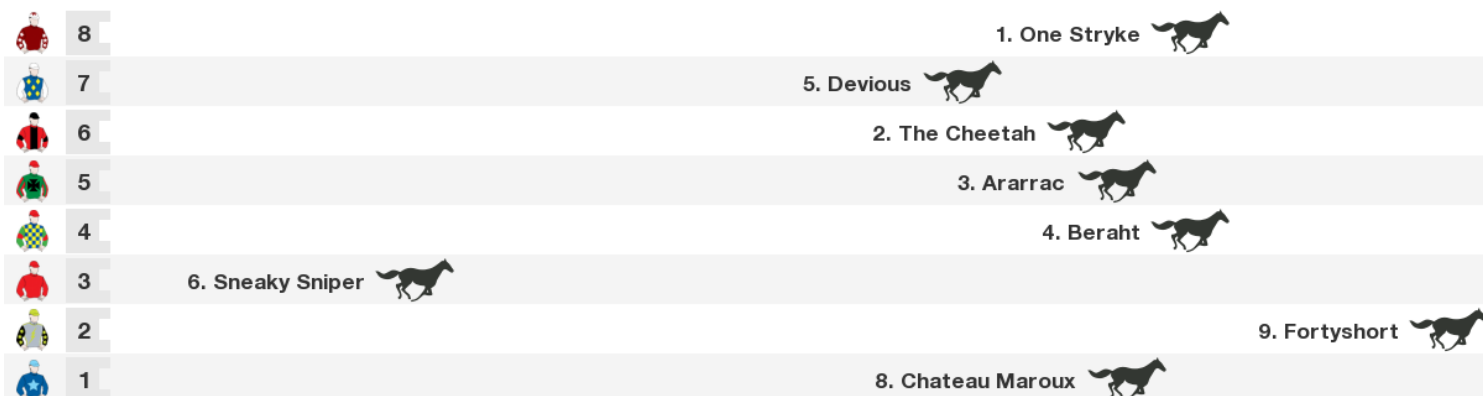 8 1. One Stryke
7 5. Devious
6 2. The Cheetah
5 3. Ararrac
4 4. Beraht
3 6. Sneaky Sniper
2 9. Fortyshort
1 8. Chateau Maroux